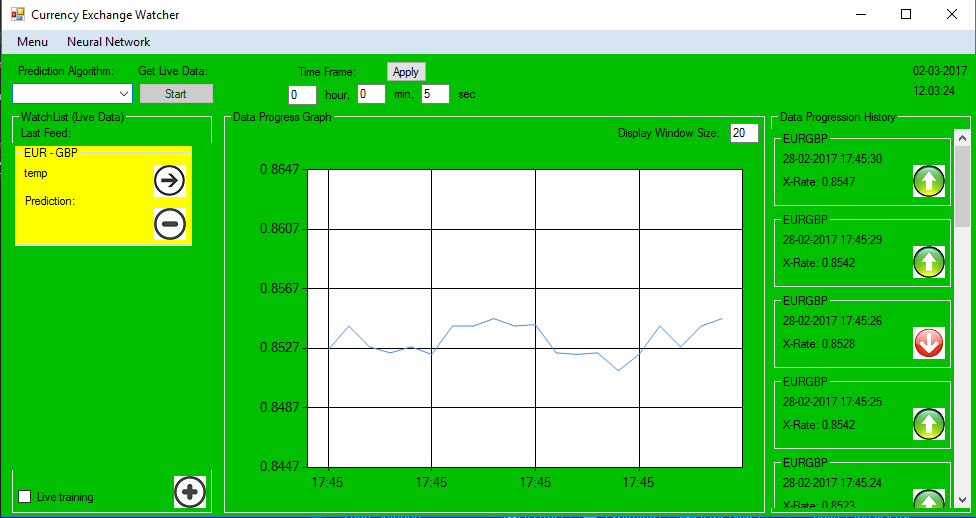 Currency Exchange Watcher
Menu Neural Network
Prediction Algorithm: Get Live Data: Time Frame: Apply 02-03-2017
Start 0 hour, 0 min, 5 sec 12:03:24
WatchList (Live Data)
Last Feed:
EUR - GBP
temp
Prediction:
Live training
Data Progress Graph
Display Window Size: 20
0.8647
0.8607
0.8567
0.8527
0.8487
0.8447
17:45 17:45 17:45 17:45
Data Progression History
EURGBP
28-02-2017 17:45:30
X-Rate: 0.8547
EURGBP
28-02-2017 17:45:29
X-Rate: 0.8542
EURGBP
28-02-2017 17:45:26
X-Rate: 0.8528
EURGBP
28-02-2017 17:45:25
X-Rate: 0.8542
EURGBP
28-02-2017 17:45:24
X-Rate: 0.8523